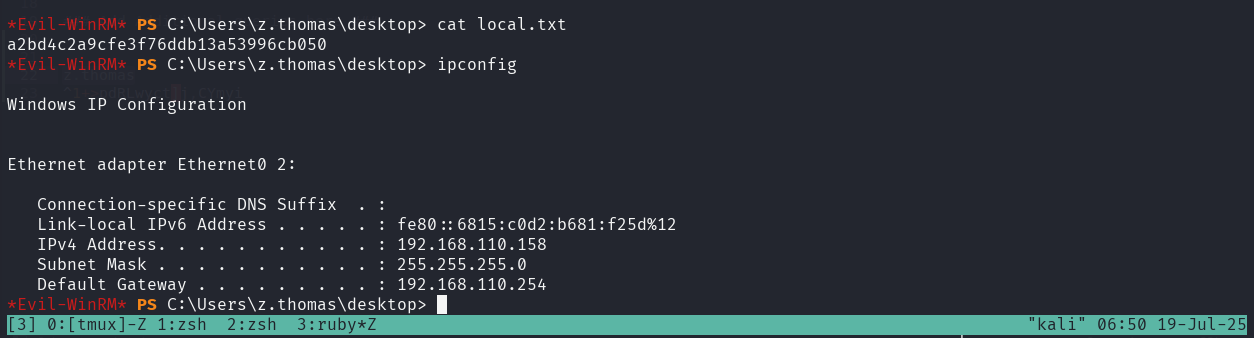 *Evil-WinRM* PS C:\Users\z.thomas\desktop> cat local.txt
a2bd4c2a9cfe3f76ddb13a53996cb050
*Evil-WinRM* PS C:\Users\z.thomas\desktop> ipconfig
Windows IP Configuration
Ethernet adapter Ethernet0 2:
Connection-specific DNS Suffix  . :
Link-local IPv6 Address . . . . . : fe80::6815:c0d2:b681:f25d%12
IPv4 Address. . . . . . . . . . . : 192.168.110.158
Subnet Mask . . . . . . . . . . . : 255.255.255.0
Default Gateway . . . . . . . . . : 192.168.110.254
*Evil-WinRM* PS C:\Users\z.thomas\desktop>
[3] 0:[tmux]-Z 1:zsh  2:zsh  3:ruby*Z "kali" 06:50 19-Jul-25